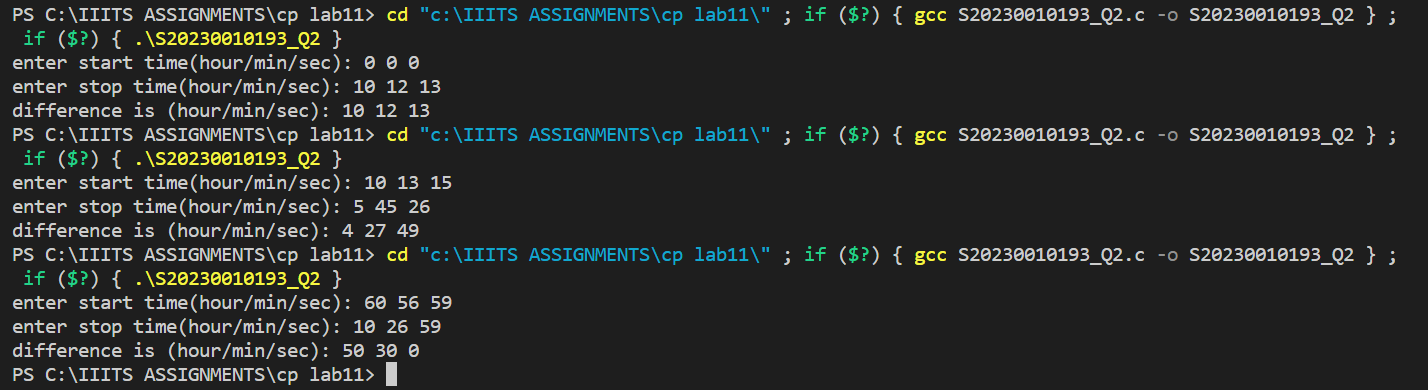 PS C:\IIITS ASSIGNMENTS\cp lab11> cd "c:\IIITS ASSIGNMENTS\cp lab11\" ; if ($?) { gcc S20230010193_Q2.c -o S20230010193_Q2 } ;
 if ($?) { .\S20230010193_Q2 }
enter start time(hour/min/sec): 0 0 0
enter stop time(hour/min/sec): 10 12 13
difference is (hour/min/sec): 10 12 13
PS C:\IIITS ASSIGNMENTS\cp lab11> cd "c:\IIITS ASSIGNMENTS\cp lab11\" ; if ($?) { gcc S20230010193_Q2.c -o S20230010193_Q2 } ;
 if ($?) { .\S20230010193_Q2 }
enter start time(hour/min/sec): 10 13 15
enter stop time(hour/min/sec): 5 45 26
difference is (hour/min/sec): 4 27 49
PS C:\IIITS ASSIGNMENTS\cp lab11> cd "c:\IIITS ASSIGNMENTS\cp lab11\" ; if ($?) { gcc S20230010193_Q2.c -o S20230010193_Q2 } ;
 if ($?) { .\S20230010193_Q2 }
enter start time(hour/min/sec): 60 56 59
enter stop time(hour/min/sec): 10 26 59
difference is (hour/min/sec): 50 30 0
PS C:\IIITS ASSIGNMENTS\cp lab11>